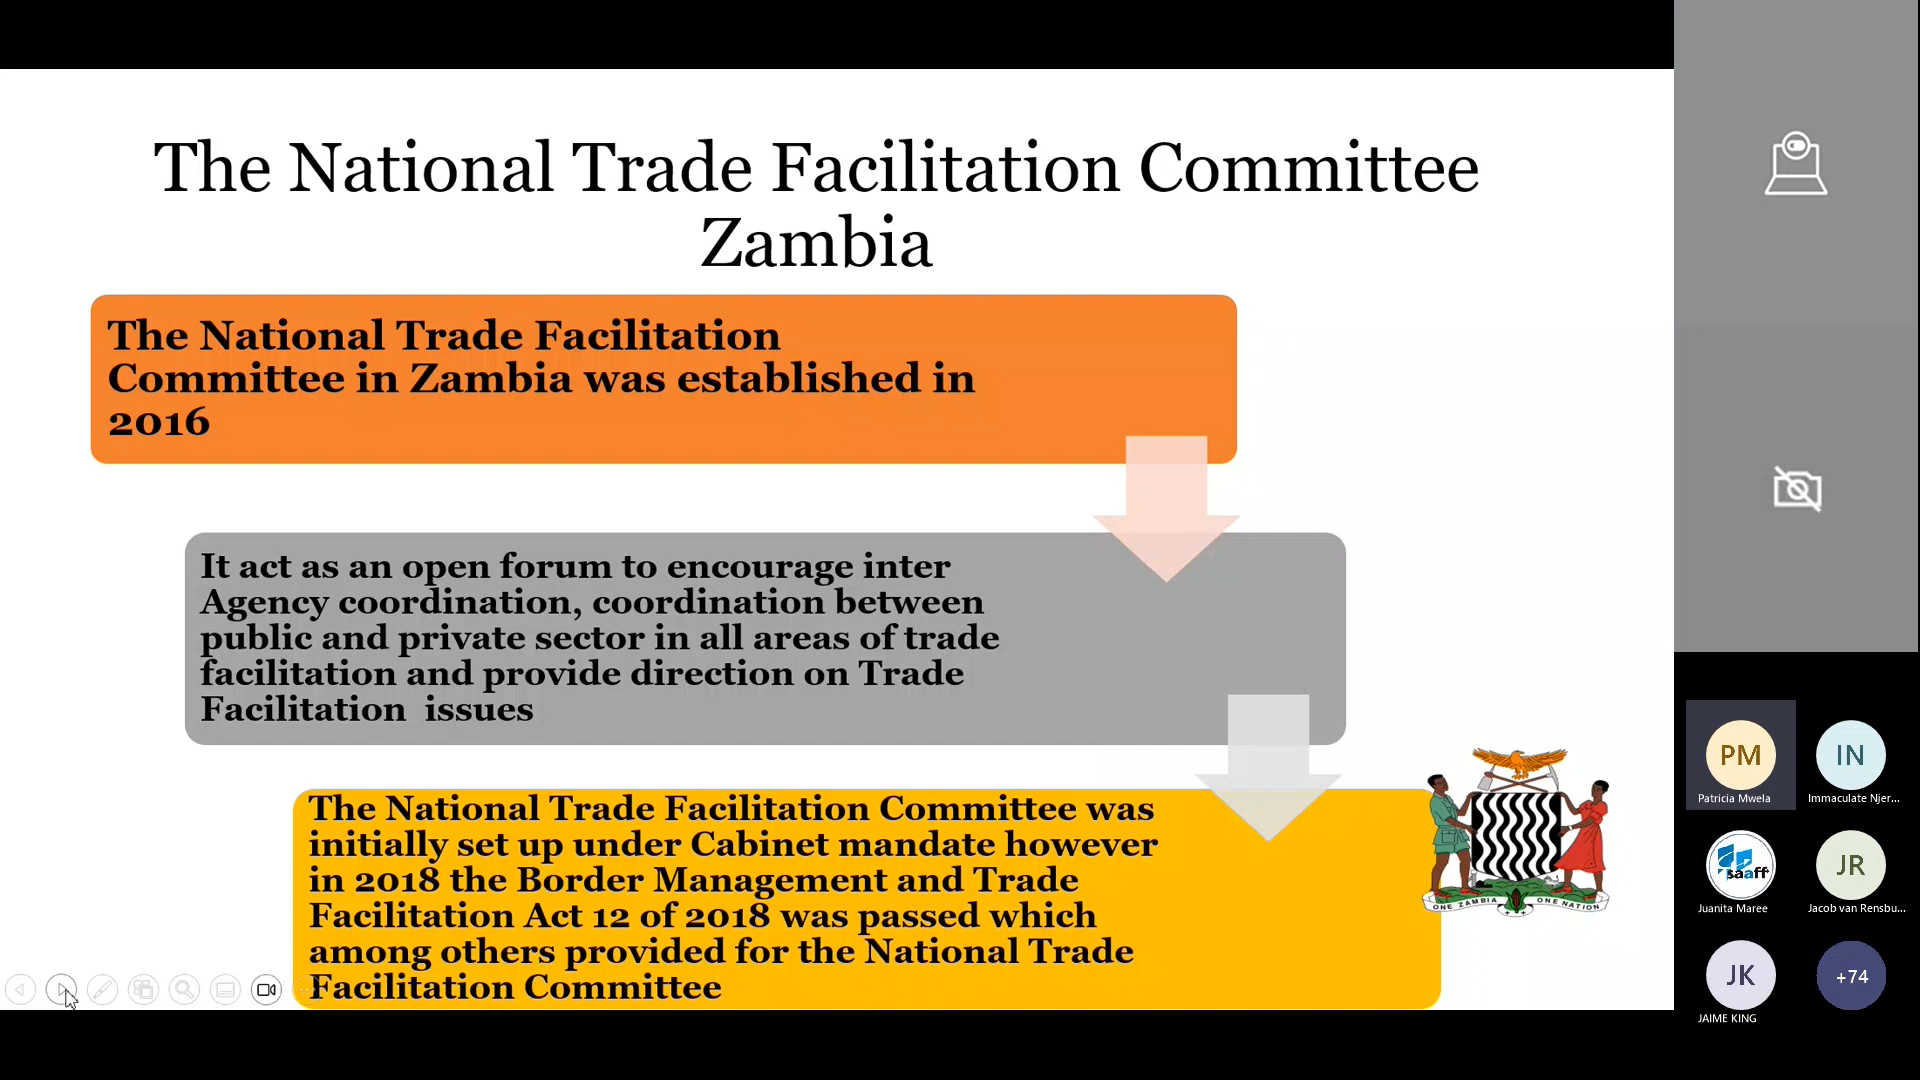 The National Trade Facilitation Committee
Zambia
The National Trade Facilitation
Committee in Zambia was established in
2016
It act as an open forum to encourage inter
Agency coordination, coordination between
public and private sector in all areas of trade
facilitation and provide direction on Trade
Facilitation  issues
The National Trade Facilitation Committee was
initially set up under Cabinet mandate however
in 2018 the Border Management and Trade
Facilitation Act 12 of 2018 was passed which
among others provided for the National Trade
Facilitation Committee
ONE ZAMBIA ONE NATION
PM
Patricia Mwela
IN
Immaculate Njer...
saaff
Juanita Maree
JR
Jacob van Rensbu...
JK
JAIME KING
+74